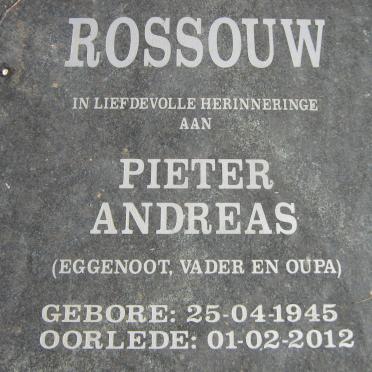 ROSSOUW
IN LIEFDEVOLLE HERINNERINGE
AAN
PIETER
ANDREAS
(EGGENOOT, VADER EN OUPA)
GEBORE: 25-04-1945
OORLEDE: 01-02-2012